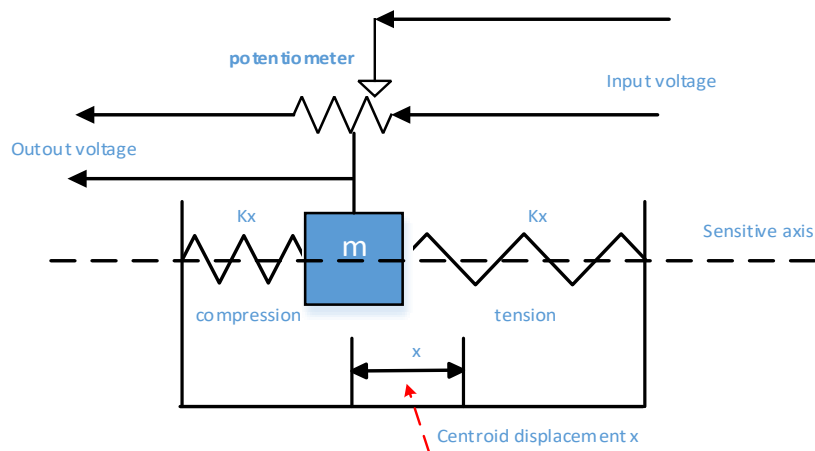 potentiometer
Input voltage
Outout voltage
Kx
Kx
m
Sensitive axis
compression
tension
x
Centroid displacement x